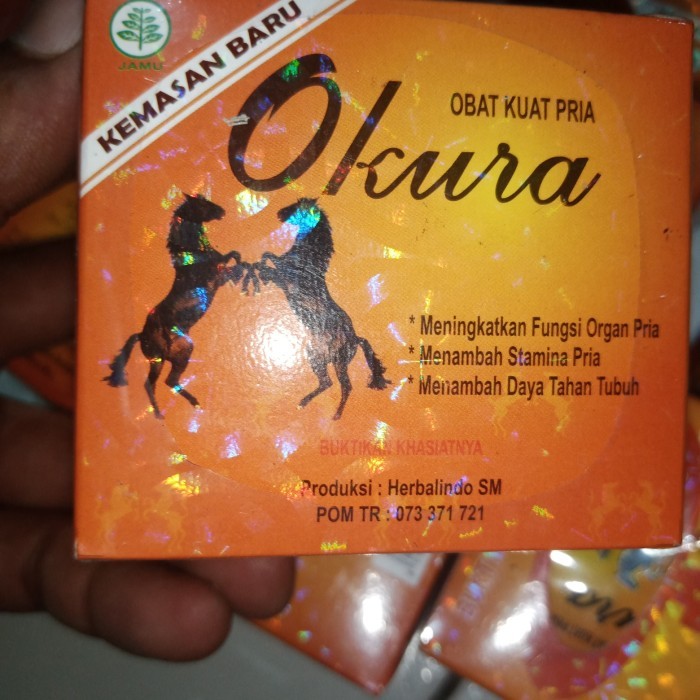 JAMU
KEMASAN BARU
OBAT KUAT PRIA
Okura
* Meningkatkan Fungsi Organ Pria
* Menambah Stamina Pria
* Menambah Daya Tahan Tubuh
BUKTIKAN KHASIATNYA
Produksi : Herbalindo SM
POM TR : 073 371 721